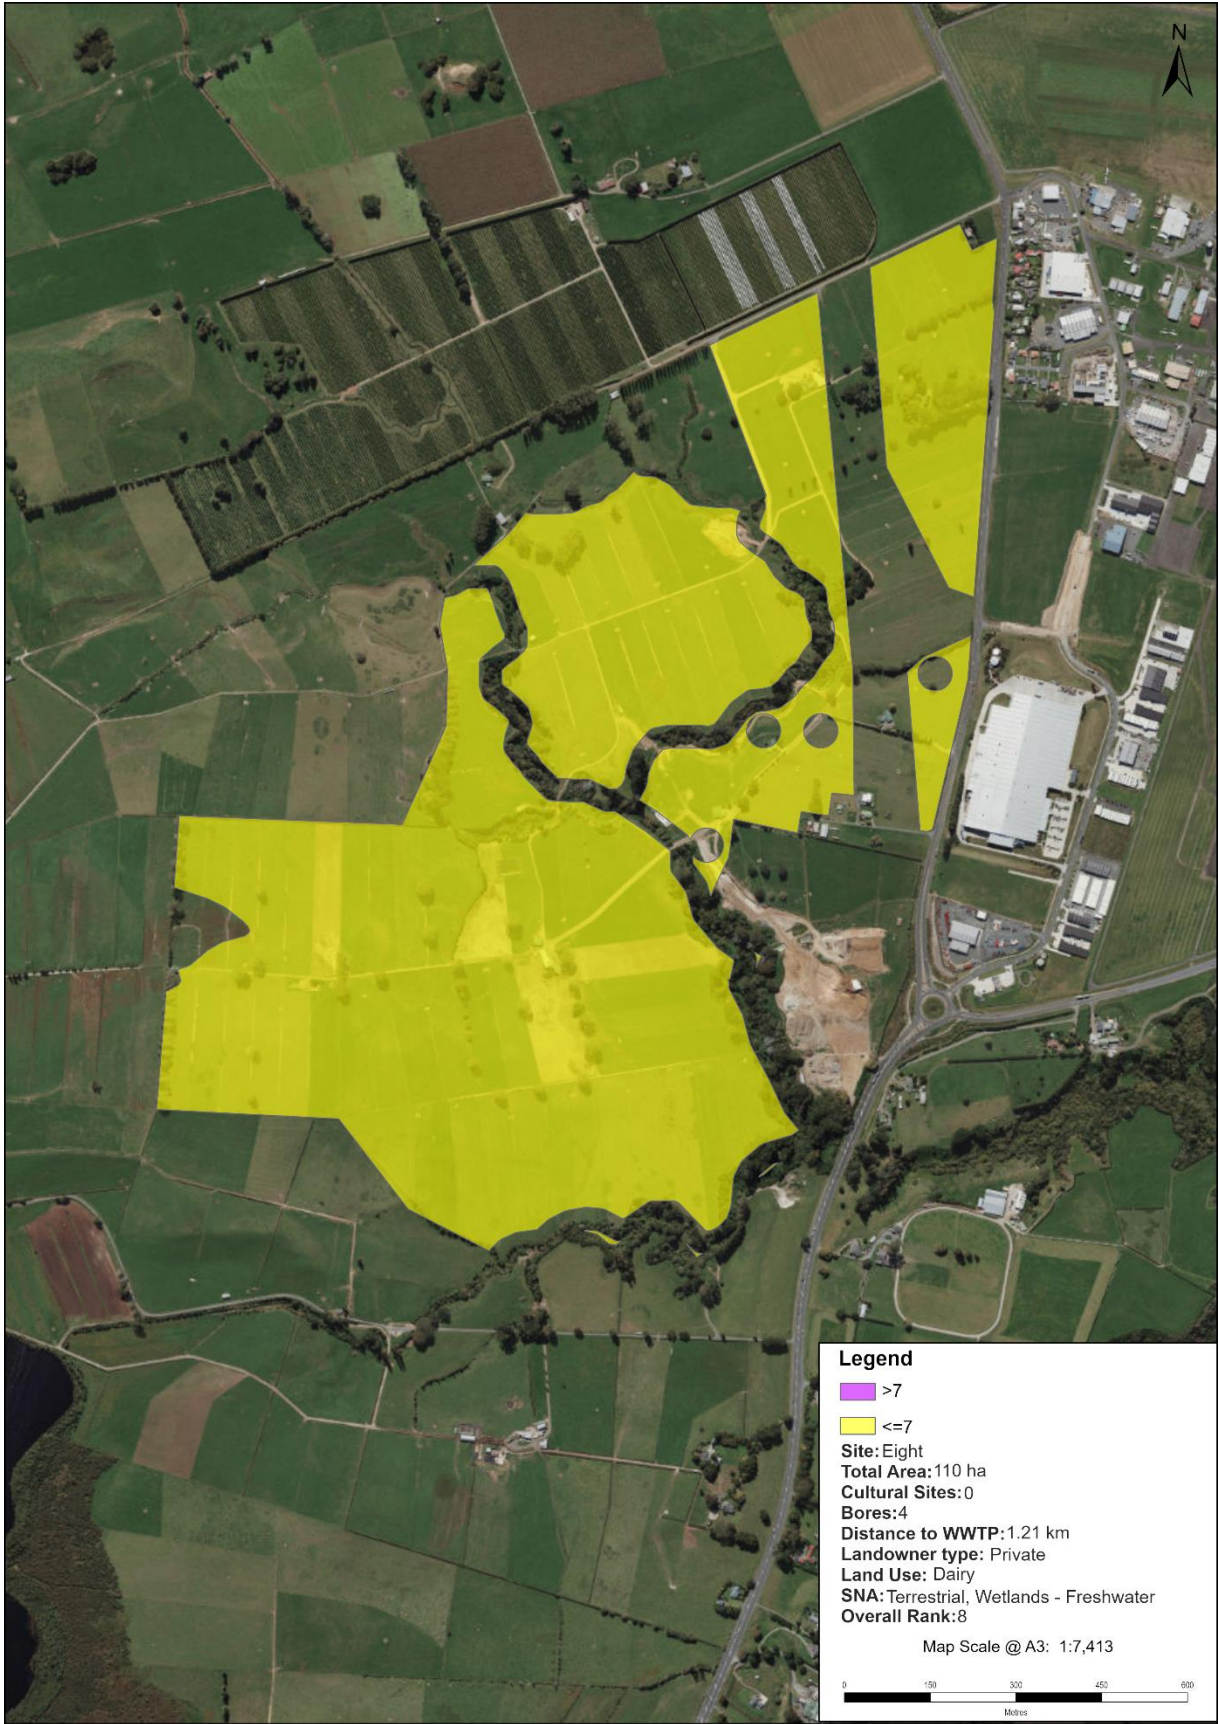 N
Legend
>7
<=7
Site: Eight
Total Area: 110 ha
Cultural Sites: 0
Bores: 4
Distance to WWTP: 1.21 km
Landowner type: Private
Land Use: Dairy
SNA: Terrestrial, Wetlands - Freshwater
Overall Rank: 8
Map Scale @ A3: 1:7,413
0 150 300 450 600
Metres